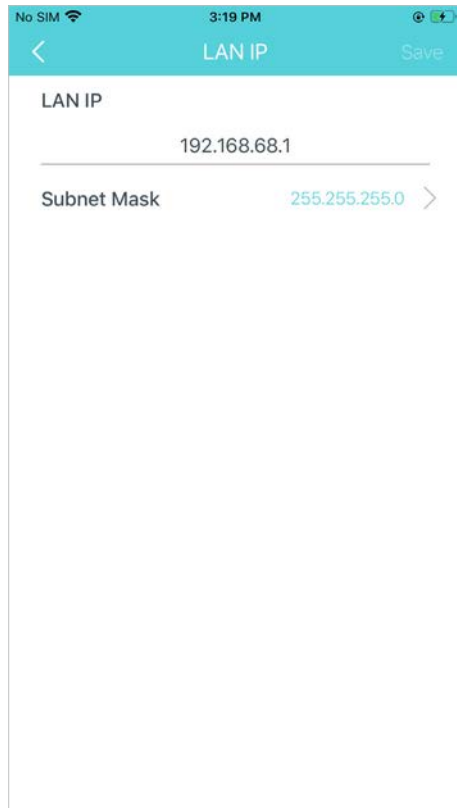 No SIM 3:19 PM
LAN IP Save
LAN IP
192.168.68.1
Subnet Mask 255.255.255.0